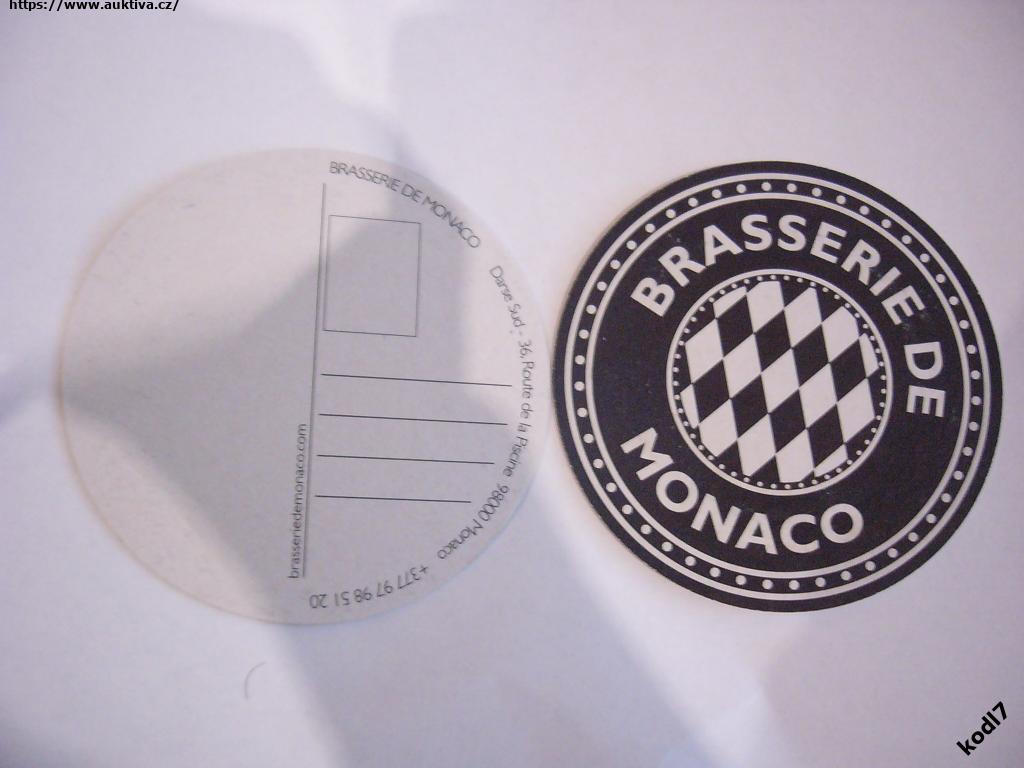 https://www.auktiva.cz/
BRASSERIE DE MONACO
Darse Sud - 36, Route de la Piscine 98000 Monaco
+377 97 98 51 20
brasseriedemonaco.com
BRASSERIE DE
MONACO
kodl7